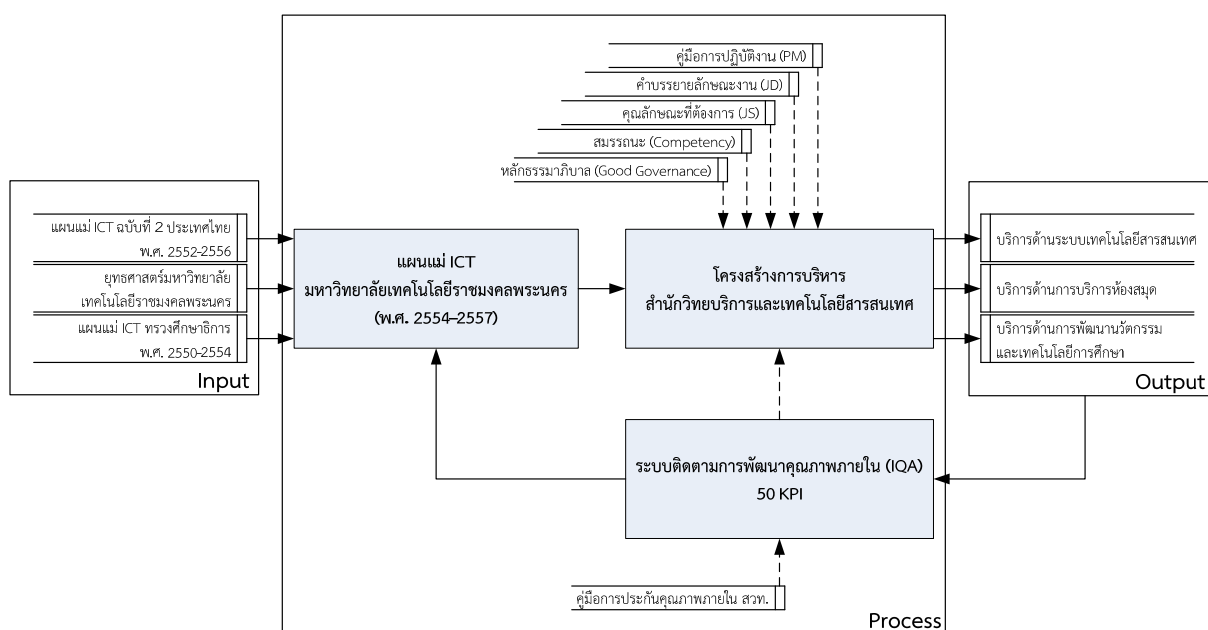 คู่มือการปฏิบัติงาน (PM)
คำบรรยายลักษณะงาน (JD)
คุณลักษณะที่ต้องการ (JS)
สมรรถนะ (Competency)
หลักธรรมาภิบาล (Good Governance)
แผนแม่ ICT ฉบับที่ 2 ประเทศไทย
พ.ศ. 2552-2556
ยุทธศาสตร์มหาวิทยาลัย
เทคโนโลยีราชมงคลพระนคร
แผนแม่ ICT ทรวงศึกษาธิการ
พ.ศ. 2550-2554
Input
แผนแม่ ICT
มหาวิทยาลัยเทคโนโลยีราชมงคลพระนคร
(พ.ศ. 2554–2557)
โครงสร้างการบริหาร
สำนักวิทยบริการและเทคโนโลยีสารสนเทศ
บริการด้านระบบเทคโนโลยีสารสนเทศ
บริการด้านการบริการห้องสมุด
บริการด้านการพัฒนานวัตกรรม
และเทคโนโลยีการศึกษา
Output
ระบบติดตามการพัฒนาคุณภาพภายใน (IQA)
50 KPI
คู่มือการประกันคุณภาพภายใน สวท.
Process